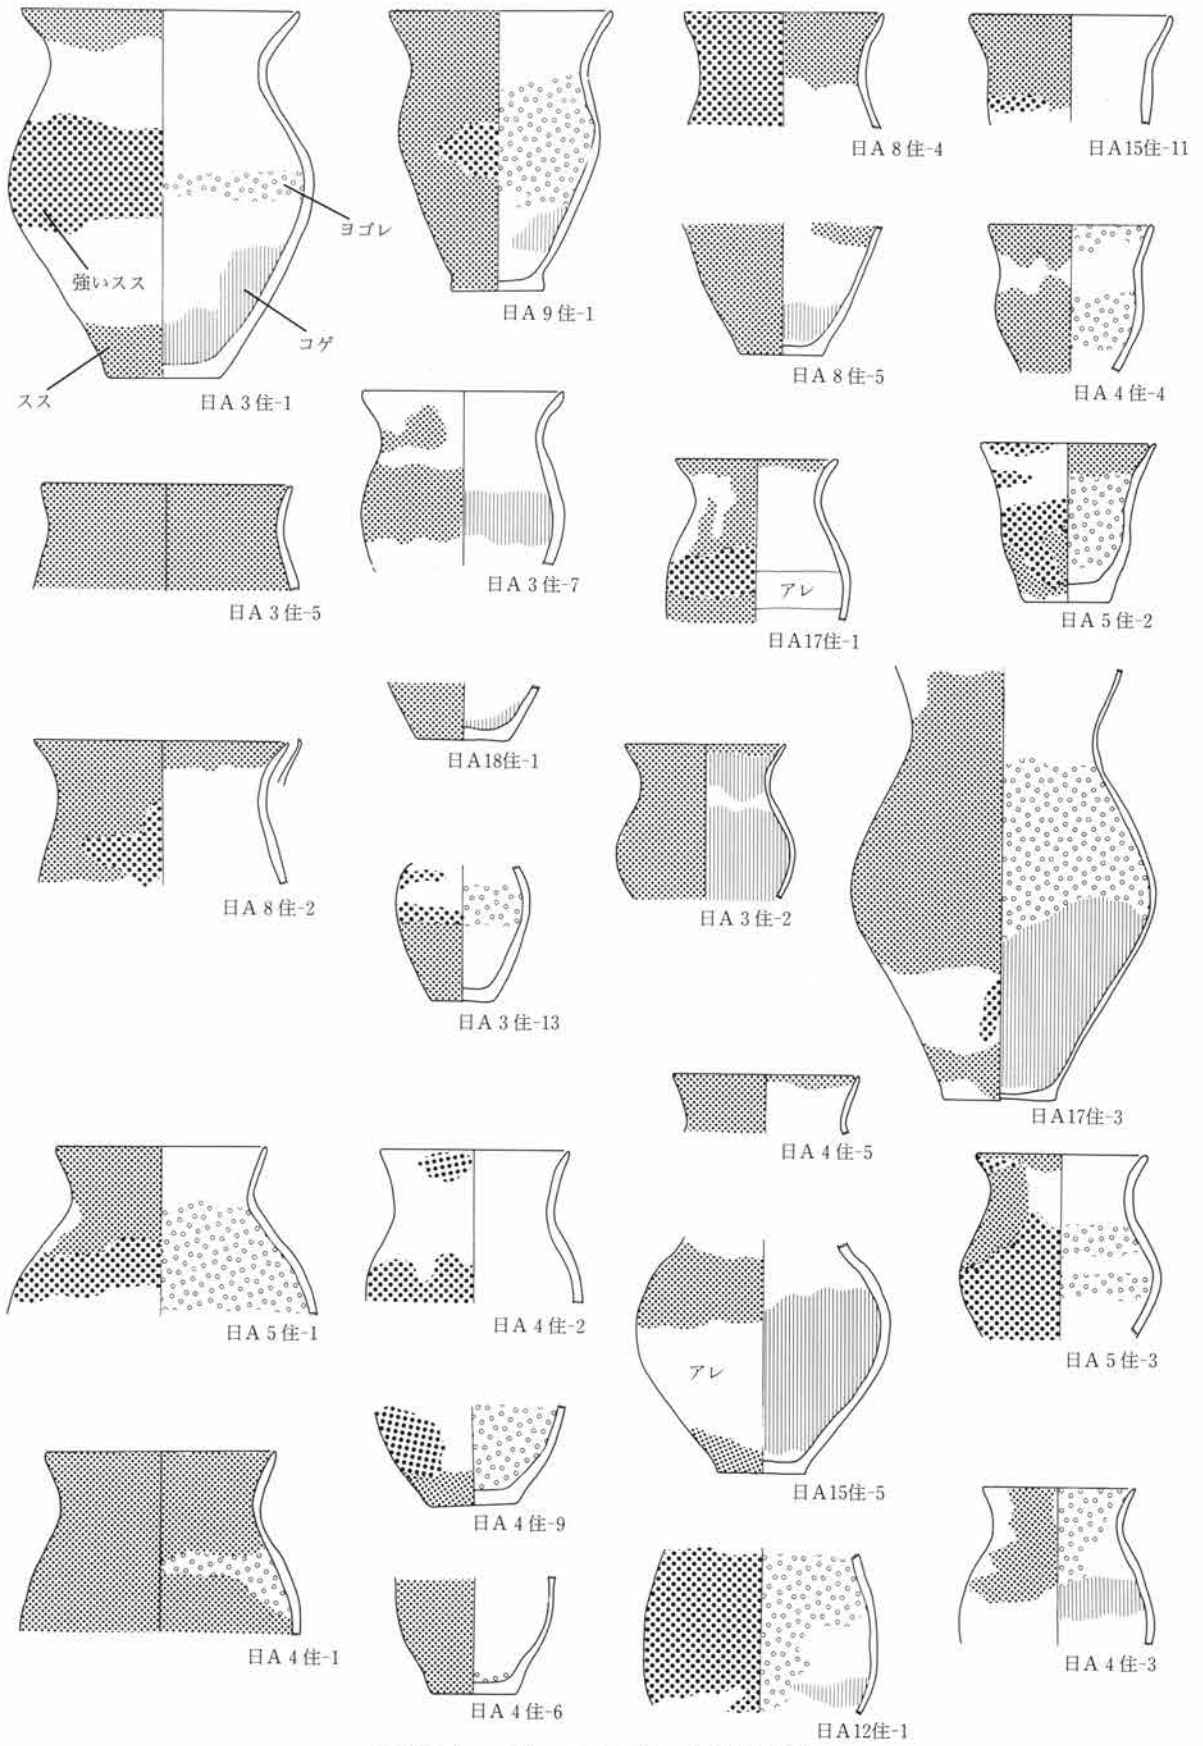 日A 8 住-4
日A15住-11
ヨゴレ
強いスス
コゲ
スス
日A 3 住-1
日A 9 住-1
日A 8 住-5
日A 4 住-4
日A 3 住-5
日A 3 住-7
アレ
日A17住-1
日A 5 住-2
日A18住-1
日A 8 住-2
日A 3 住-2
日A 3 住-13
日A17住-3
日A 4 住-5
日A 5 住-1
日A 4 住-2
アレ
日A 5 住-3
日A15住-5
日A 4 住-9
日A 4 住-1
日A 4 住-6
日A12住-1
日A 4 住-3